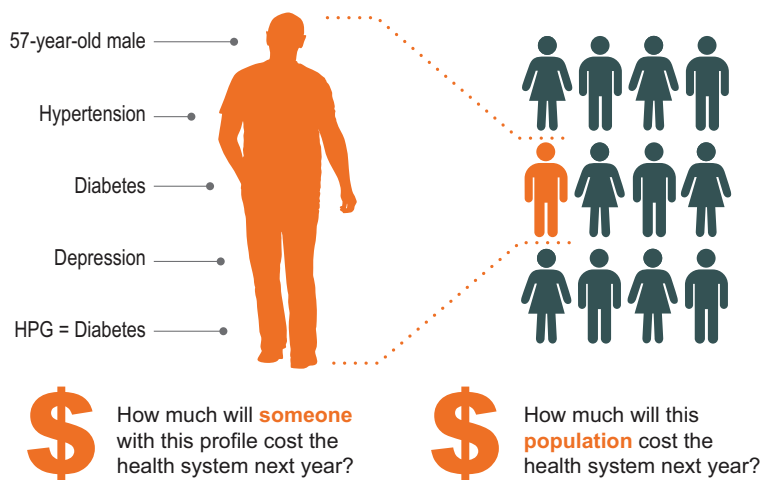 57-year-old male
Hypertension
Diabetes
Depression
HPG = Diabetes
$
How much will someone
with this profile cost the
health system next year?
$
How much will this
population cost the
health system next year?